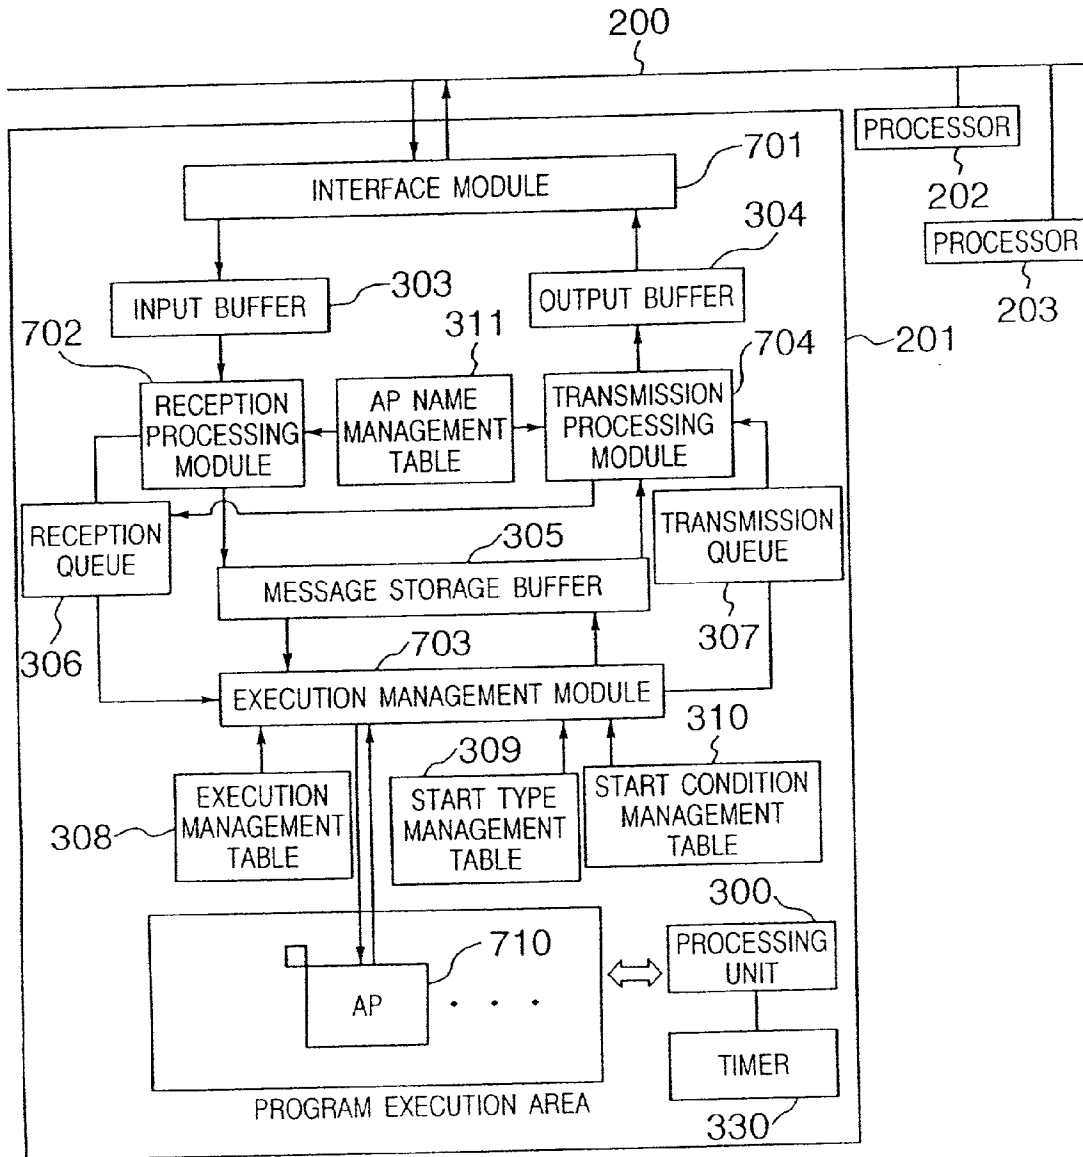 200
PROCESSOR
202
PROCESSOR
203
201
701
INTERFACE MODULE
304
303
INPUT BUFFER
OUTPUT BUFFER
702
311
704
RECEPTION
PROCESSING
MODULE
AP NAME
MANAGEMENT
TABLE
TRANSMISSION
PROCESSING
MODULE
RECEPTION
QUEUE
306
305
TRANSMISSION
QUEUE
307
MESSAGE STORAGE BUFFER
703
EXECUTION MANAGEMENT MODULE
309
310
EXECUTION
MANAGEMENT
TABLE
308
START TYPE
MANAGEMENT
TABLE
START CONDITION
MANAGEMENT
TABLE
300
710
AP
PROCESSING
UNIT
TIMER
330
PROGRAM EXECUTION AREA